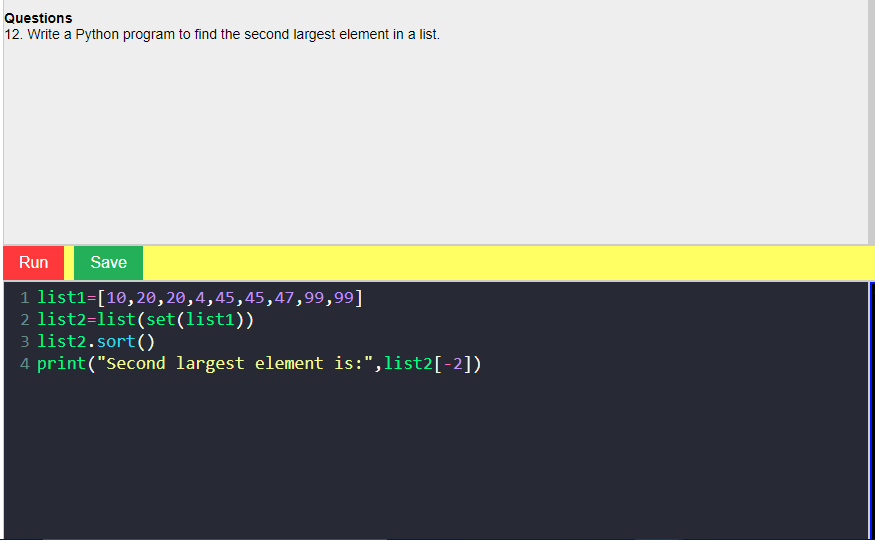 Questions
12. Write a Python program to find the second largest element in a list.
Run Save
1 list1=[10,20,20,4,45,45,47,99,99]
2 list2=list(set(list1))
3 list2.sort()
4 print("Second largest element is:",list2[-2])